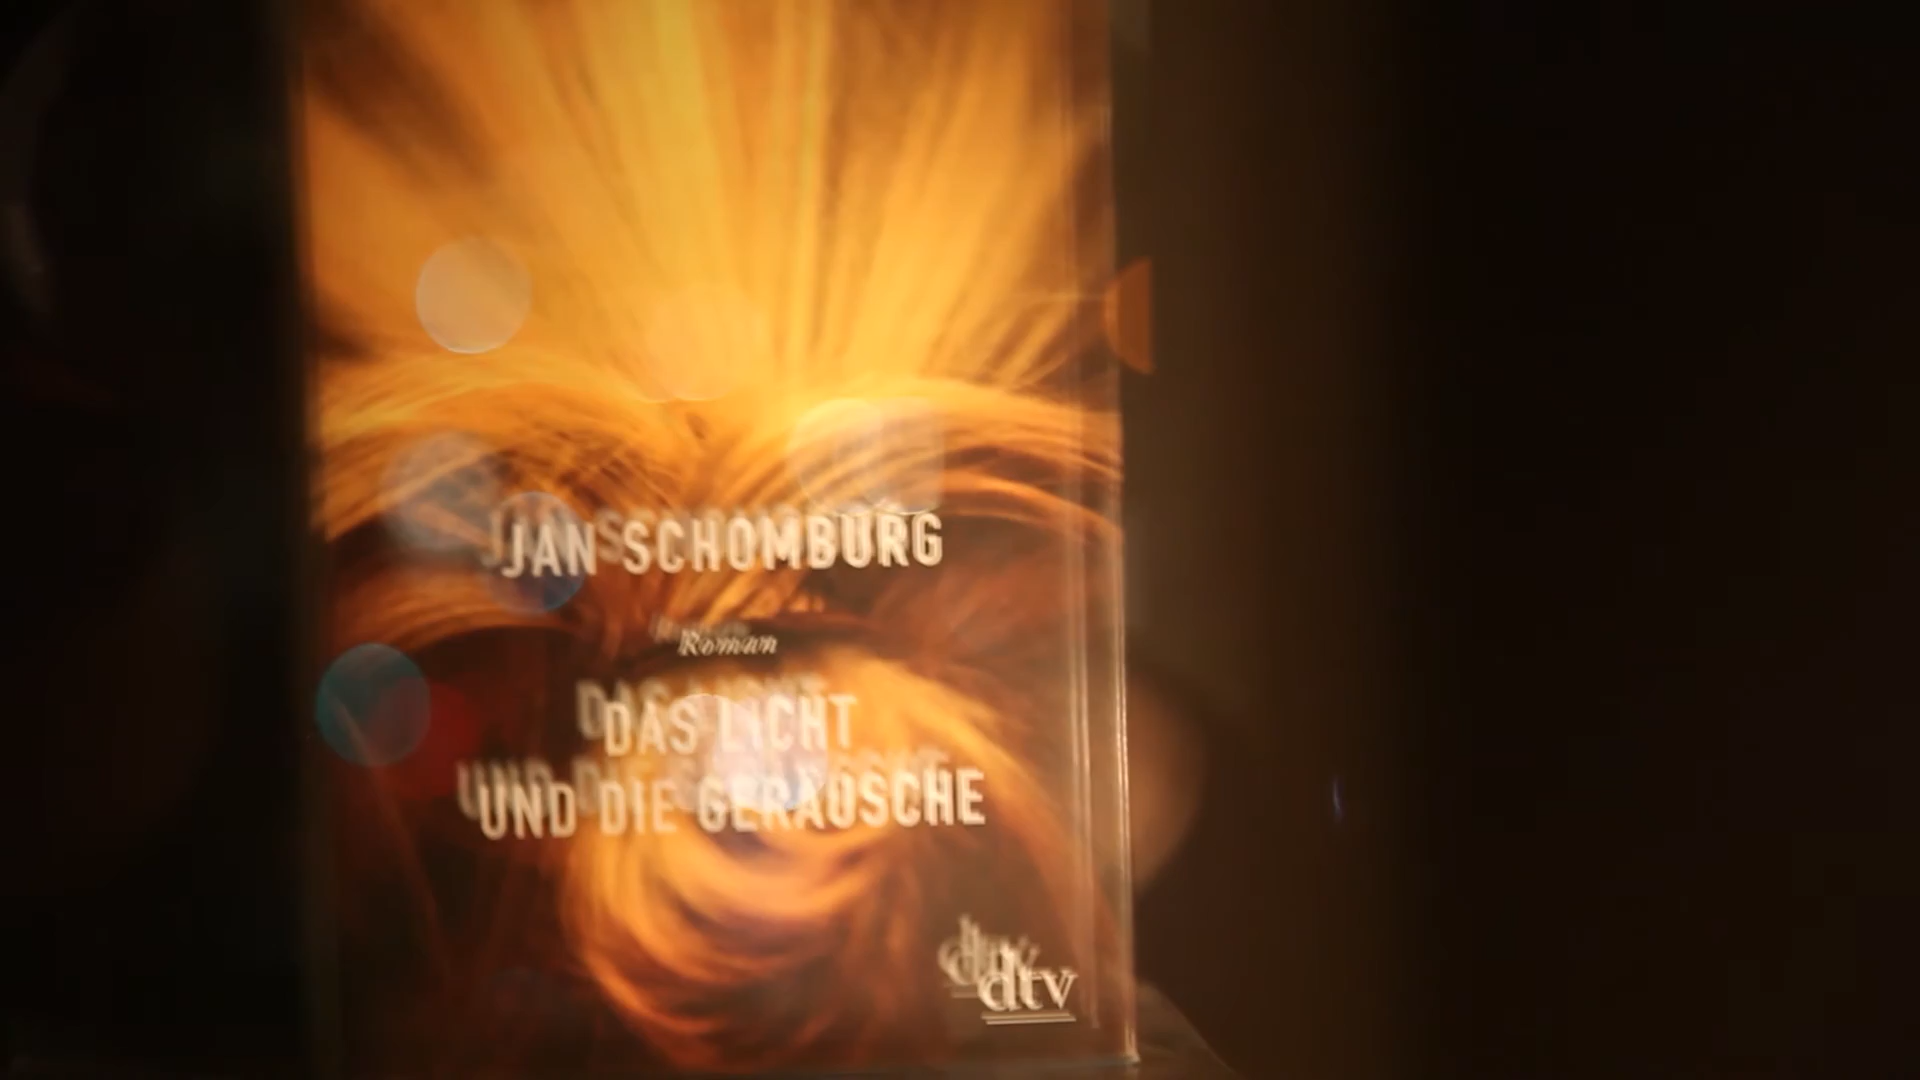 JAN SCHOMBURG
Roman
DAS LICHT
UND DIE GERÄUSCHE
dtv